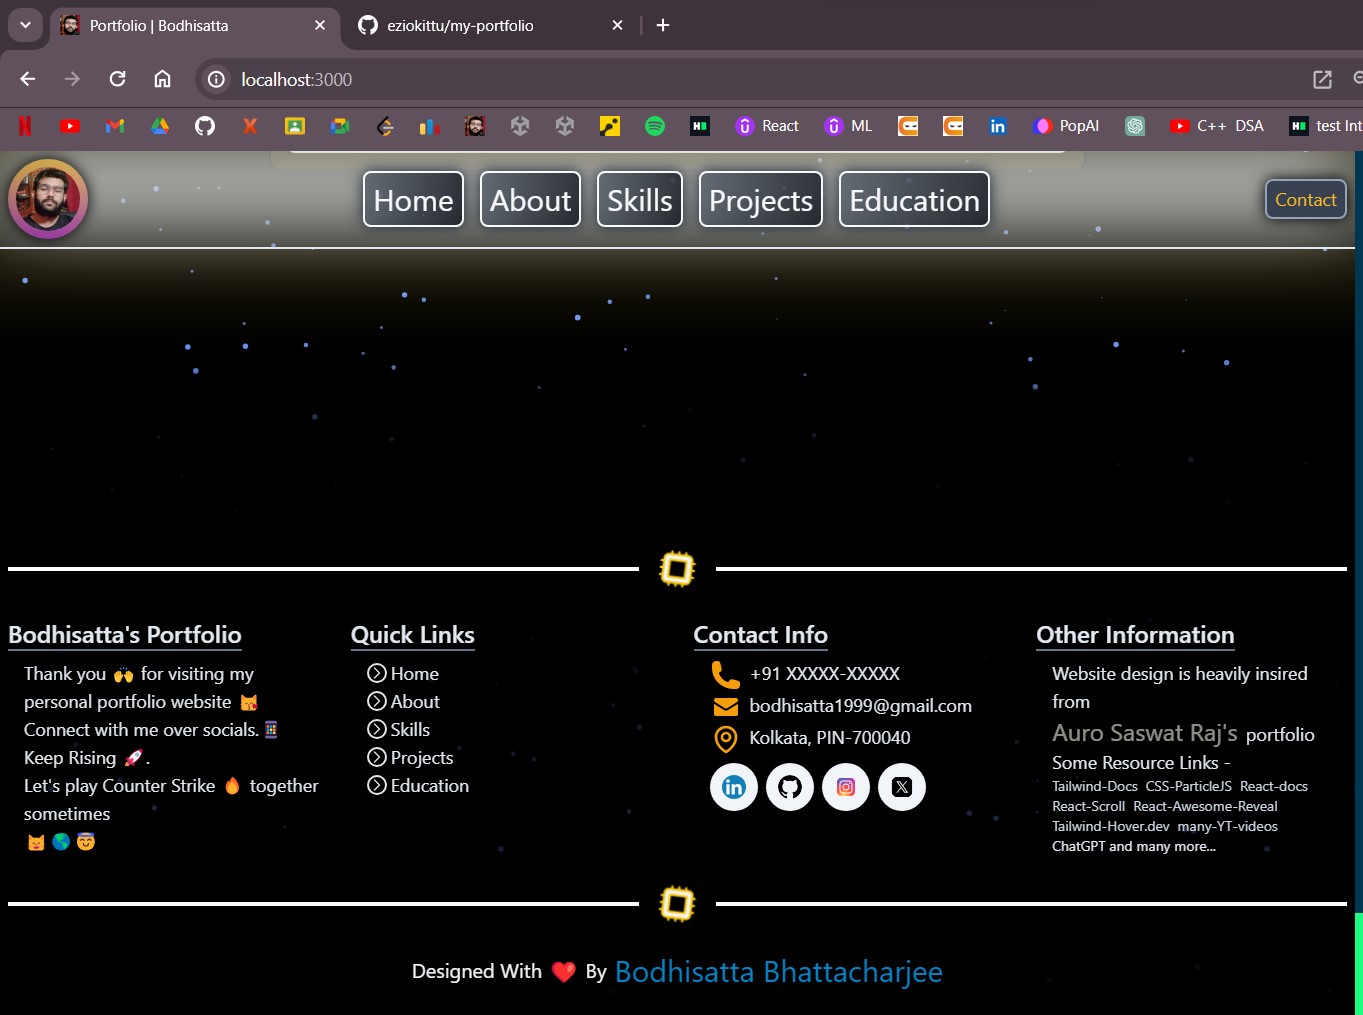 Portfolio | Bodhisatta
eziokittu/my-portfolio
localhost:3000
React
ML
PopAI
C++ DSA
test Int
Home
About
Skills
Projects
Education
Contact
Bodhisatta's Portfolio
Thank you 🙌 for visiting my
personal portfolio website 😽
Connect with me over socials. 📱
Keep Rising 🚀.
Let's play Counter Strike 🔥 together
sometimes
😺 🌎 😇
Quick Links
Home
About
Skills
Projects
Education
Contact Info
+91 XXXXX-XXXXX
bodhisatta1999@gmail.com
Kolkata, PIN-700040
Other Information
Website design is heavily insired
from
Auro Saswat Raj's portfolio
Some Resource Links -
Tailwind-Docs CSS-ParticleJS React-docs
React-Scroll React-Awesome-Reveal
Tailwind-Hover.dev many-YT-videos
ChatGPT and many more...
Designed With ❤️ By Bodhisatta Bhattacharjee